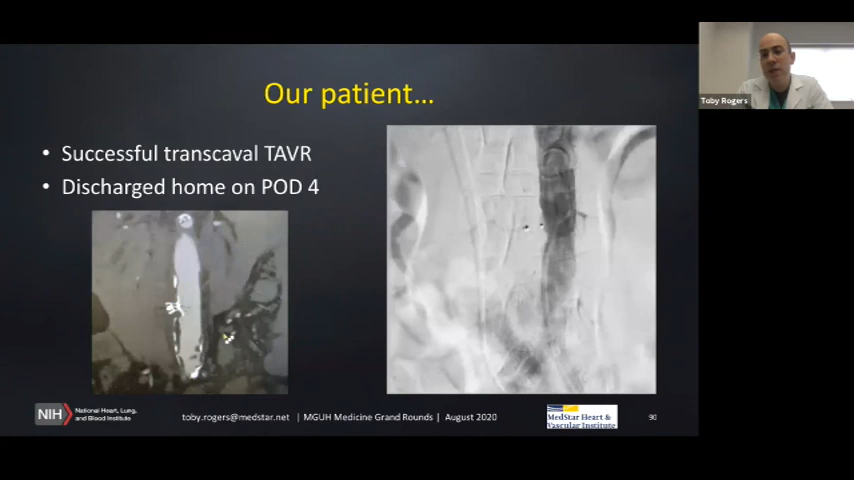 Our patient...
• Successful transcaval TAVR
• Discharged home on POD 4
NIH
National Heart, Lung,
and Blood Institute
toby.rogers@medstar.net | MGUH Medicine Grand Rounds | August 2020
MedStar Heart &
Vascular Institute
90
Toby Rogers